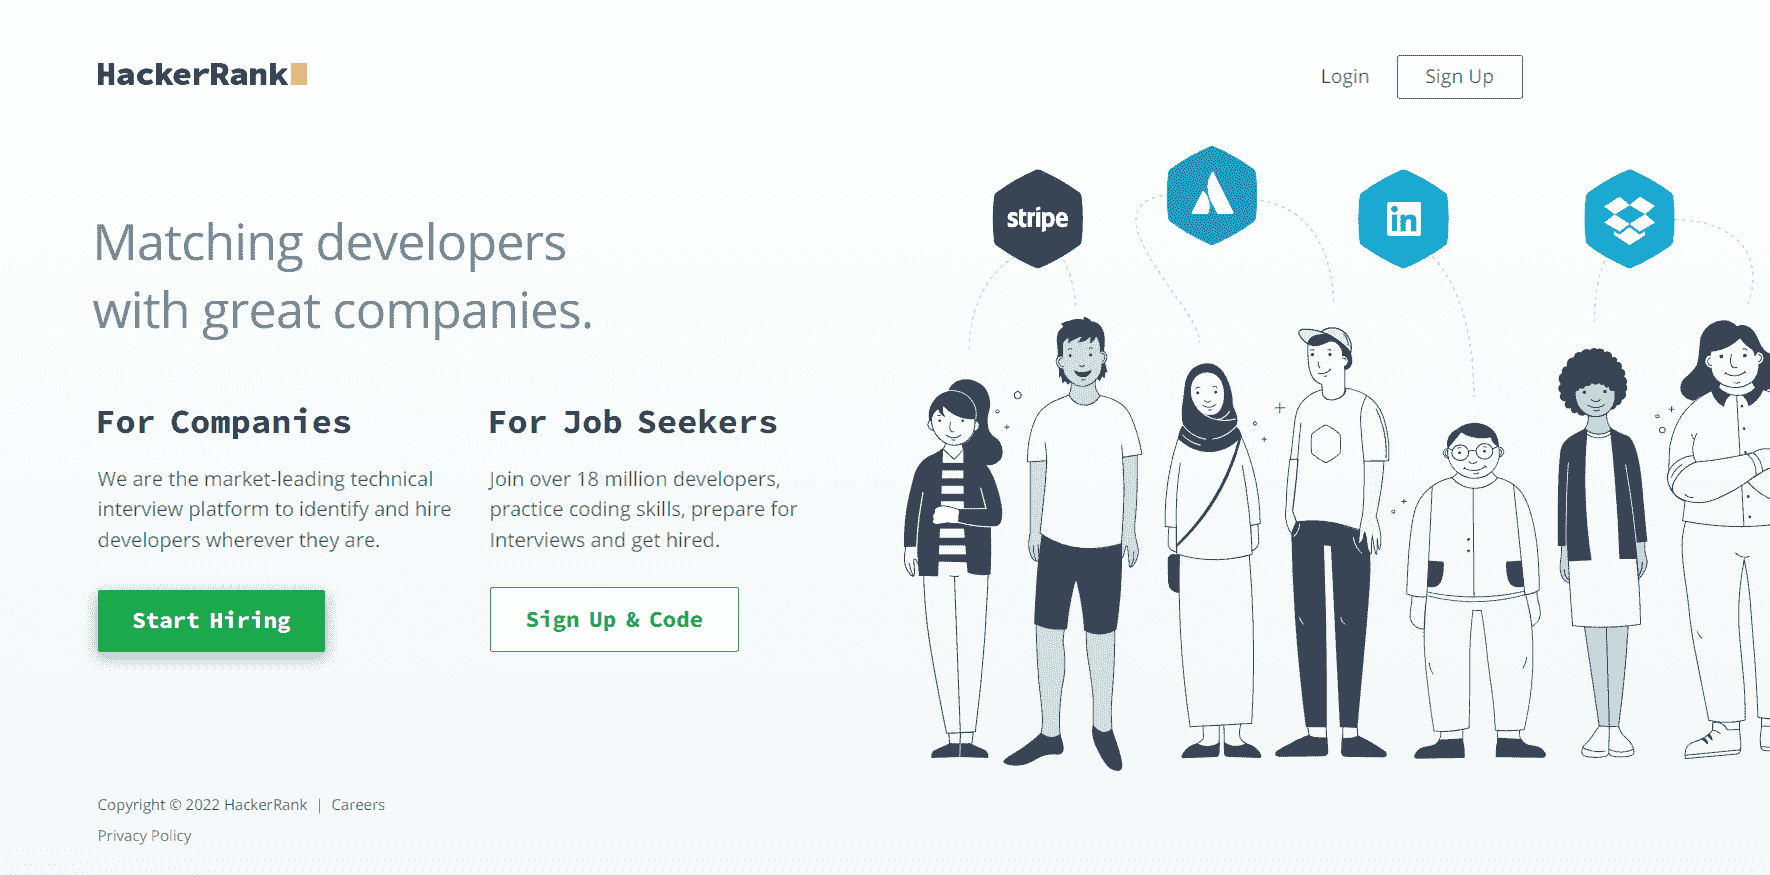 HackerRank
Login
Sign Up
stripe
in
Matching developers
with great companies.
For Companies
We are the market-leading technical
interview platform to identify and hire
developers wherever they are.
Start Hiring
For Job Seekers
Join over 18 million developers,
practice coding skills, prepare for
Interviews and get hired.
Sign Up & Code
Copyright © 2022 HackerRank | Careers
Privacy Policy